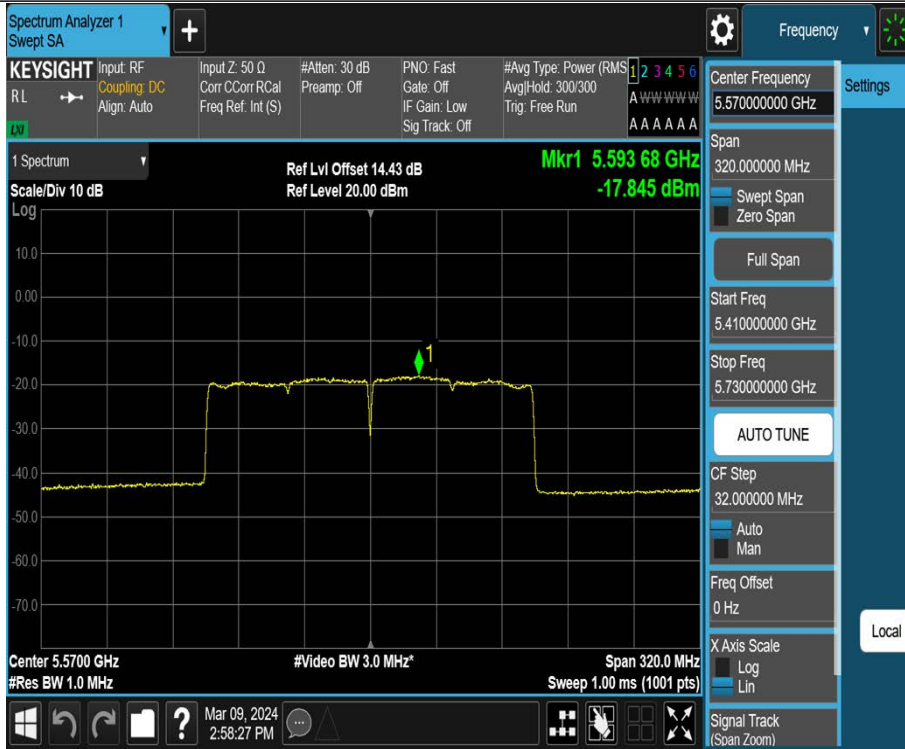 Spectrum Analyzer 1
Swept SA
+
Frequency
KEYSIGHT
RL
LXI
Input: RF
Coupling: DC
Align: Auto
Input Z: 50 Ω
Corr CCorr RCal
Freq Ref: Int (S)
#Atten: 30 dB
Preamp: Off
PNO: Fast
Gate: Off
IF Gain: Low
Sig Track: Off
#Avg Type: Power (RMS
Avg|Hold: 300/300
Trig: Free Run
1 2 3 4 5 6
A W W W W W
A A A A A A
1 Spectrum
Scale/Div 10 dB
Log
Ref Lvl Offset 14.43 dB
Ref Level 20.00 dBm
Mkr1 5.593 68 GHz
-17.845 dBm
10.0
0.00
-10.0
-20.0
-30.0
-40.0
-50.0
-60.0
-70.0
1
Center 5.5700 GHz
#Res BW 1.0 MHz
#Video BW 3.0 MHz*
Span 320.0 MHz
Sweep 1.00 ms (1001 pts)
Center Frequency
5.570000000 GHz
Settings
Span
320.000000 MHz
Swept Span
Zero Span
Full Span
Start Freq
5.410000000 GHz
Stop Freq
5.730000000 GHz
AUTO TUNE
CF Step
32.000000 MHz
Auto
Man
Freq Offset
0 Hz
Local
X Axis Scale
Log
Lin
Signal Track
(Span Zoom)
?
Mar 09, 2024
2:58:27 PM